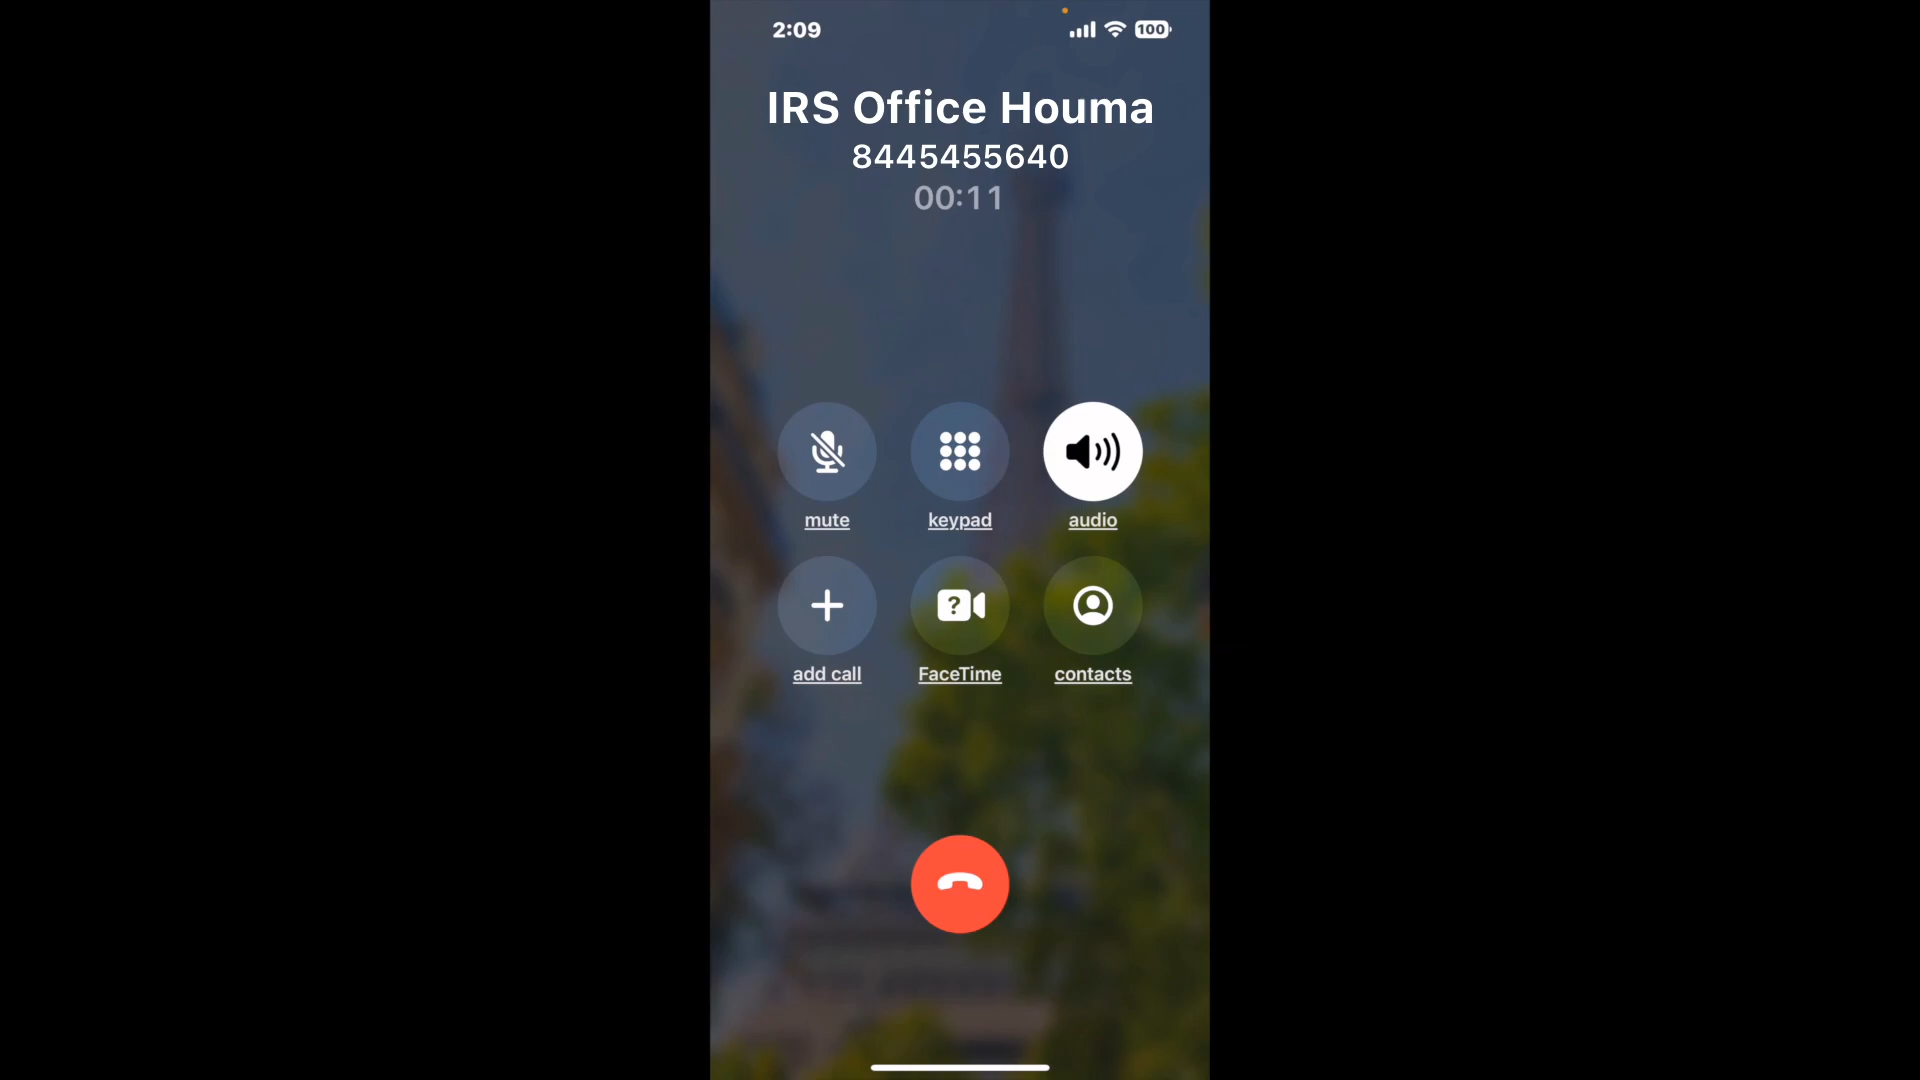 2:09
100
IRS Office Houma
8445455640
00:11
mute
keypad
audio
add call
FaceTime
contacts